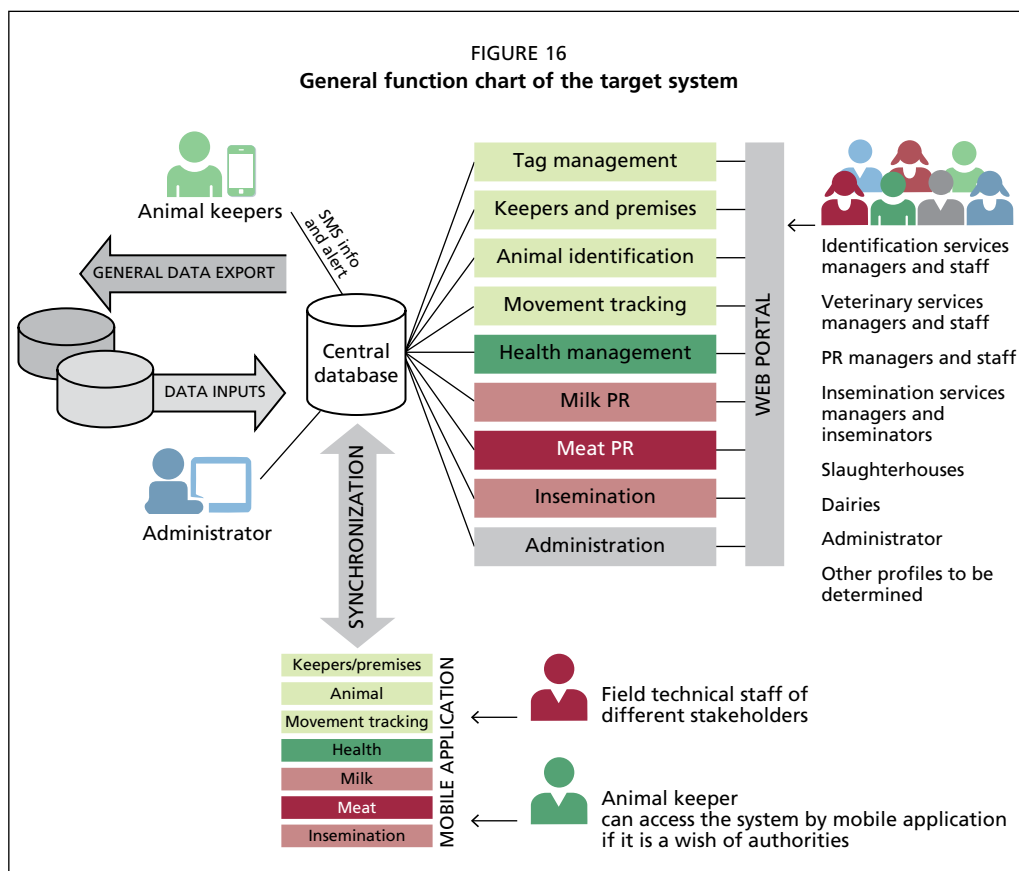 FIGURE 16
General function chart of the target system
Animal keepers
SMS info
and alert
GENERAL DATA EXPORT
Central
database
DATA INPUTS
Administrator
Tag management
Keepers and premises
Animal identification
Movement tracking
Health management
Milk PR
Meat PR
Insemination
Administration
WEB PORTAL
Identification services
managers and staff
Veterinary services
managers and staff
PR managers and staff
Insemination services
managers and
inseminators
Slaughterhouses
Dairies
Administrator
Other profiles to be
determined
SYNCHRONIZATION
Keepers/premises
Animal
Movement tracking
Health
Milk
Meat
Insemination
MOBILE APPLICATION
Field technical staff of
different stakeholders
Animal keeper
can access the system by mobile application
if it is a wish of authorities